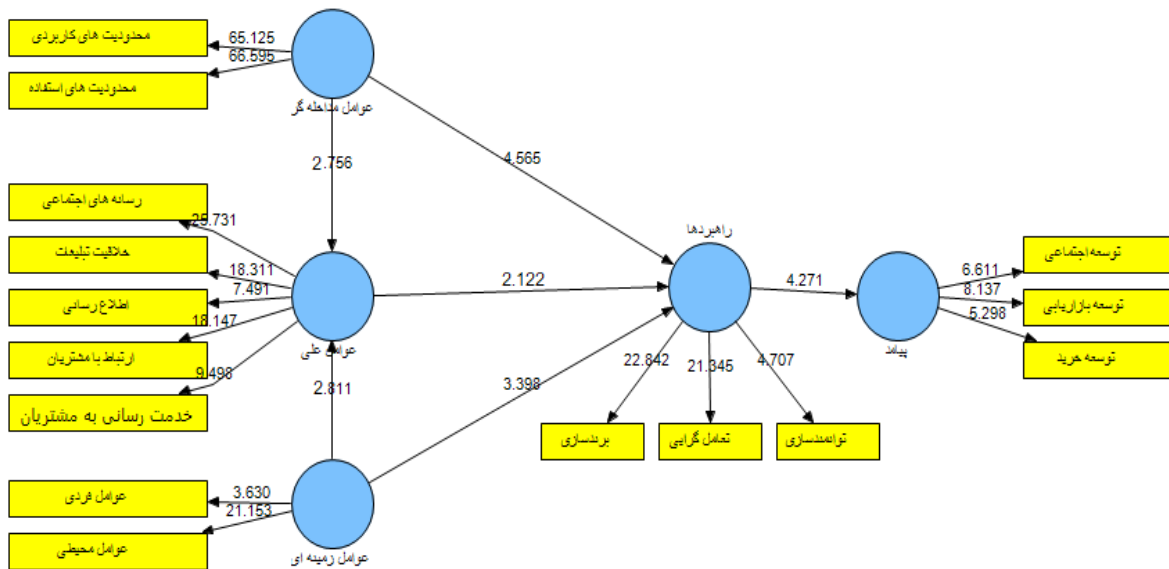 محدودیت های کاربردی
65.125
66.595
محدودیت های استفاده
عوامل مداخله گر
2.756
4.565
رسانه های اجتماعی
25.731
خلاقیت تبلیغات
18.311
7.491
اطلاع رسانی
18.147
ارتباط با مشتریان
9.498
خدمت رسانی به مشتریان
عوامل علی
2.811
2.122
راهبردها
4.271
3.398
22.842
21.345
4.707
برندسازی
تعامل گرایی
توانمندسازی
پیامد
6.611
توسعه اجتماعی
8.137
توسعه بازاریابی
5.298
توسعه خرید
عوامل فردی
3.630
21.153
عوامل محیطی
عوامل زمینه ای